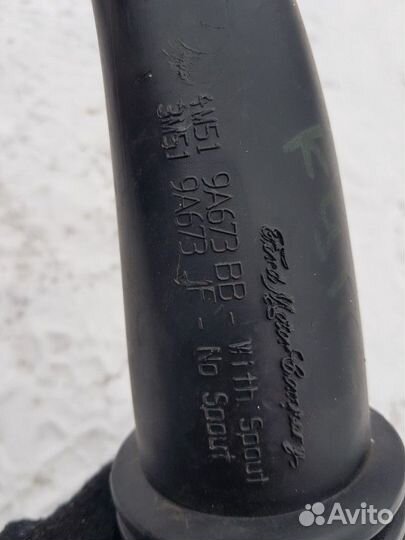 4M51 9A673 BB - With Spout
3M51 9A673 JF - No Spout
Ford Motor Company
Avito